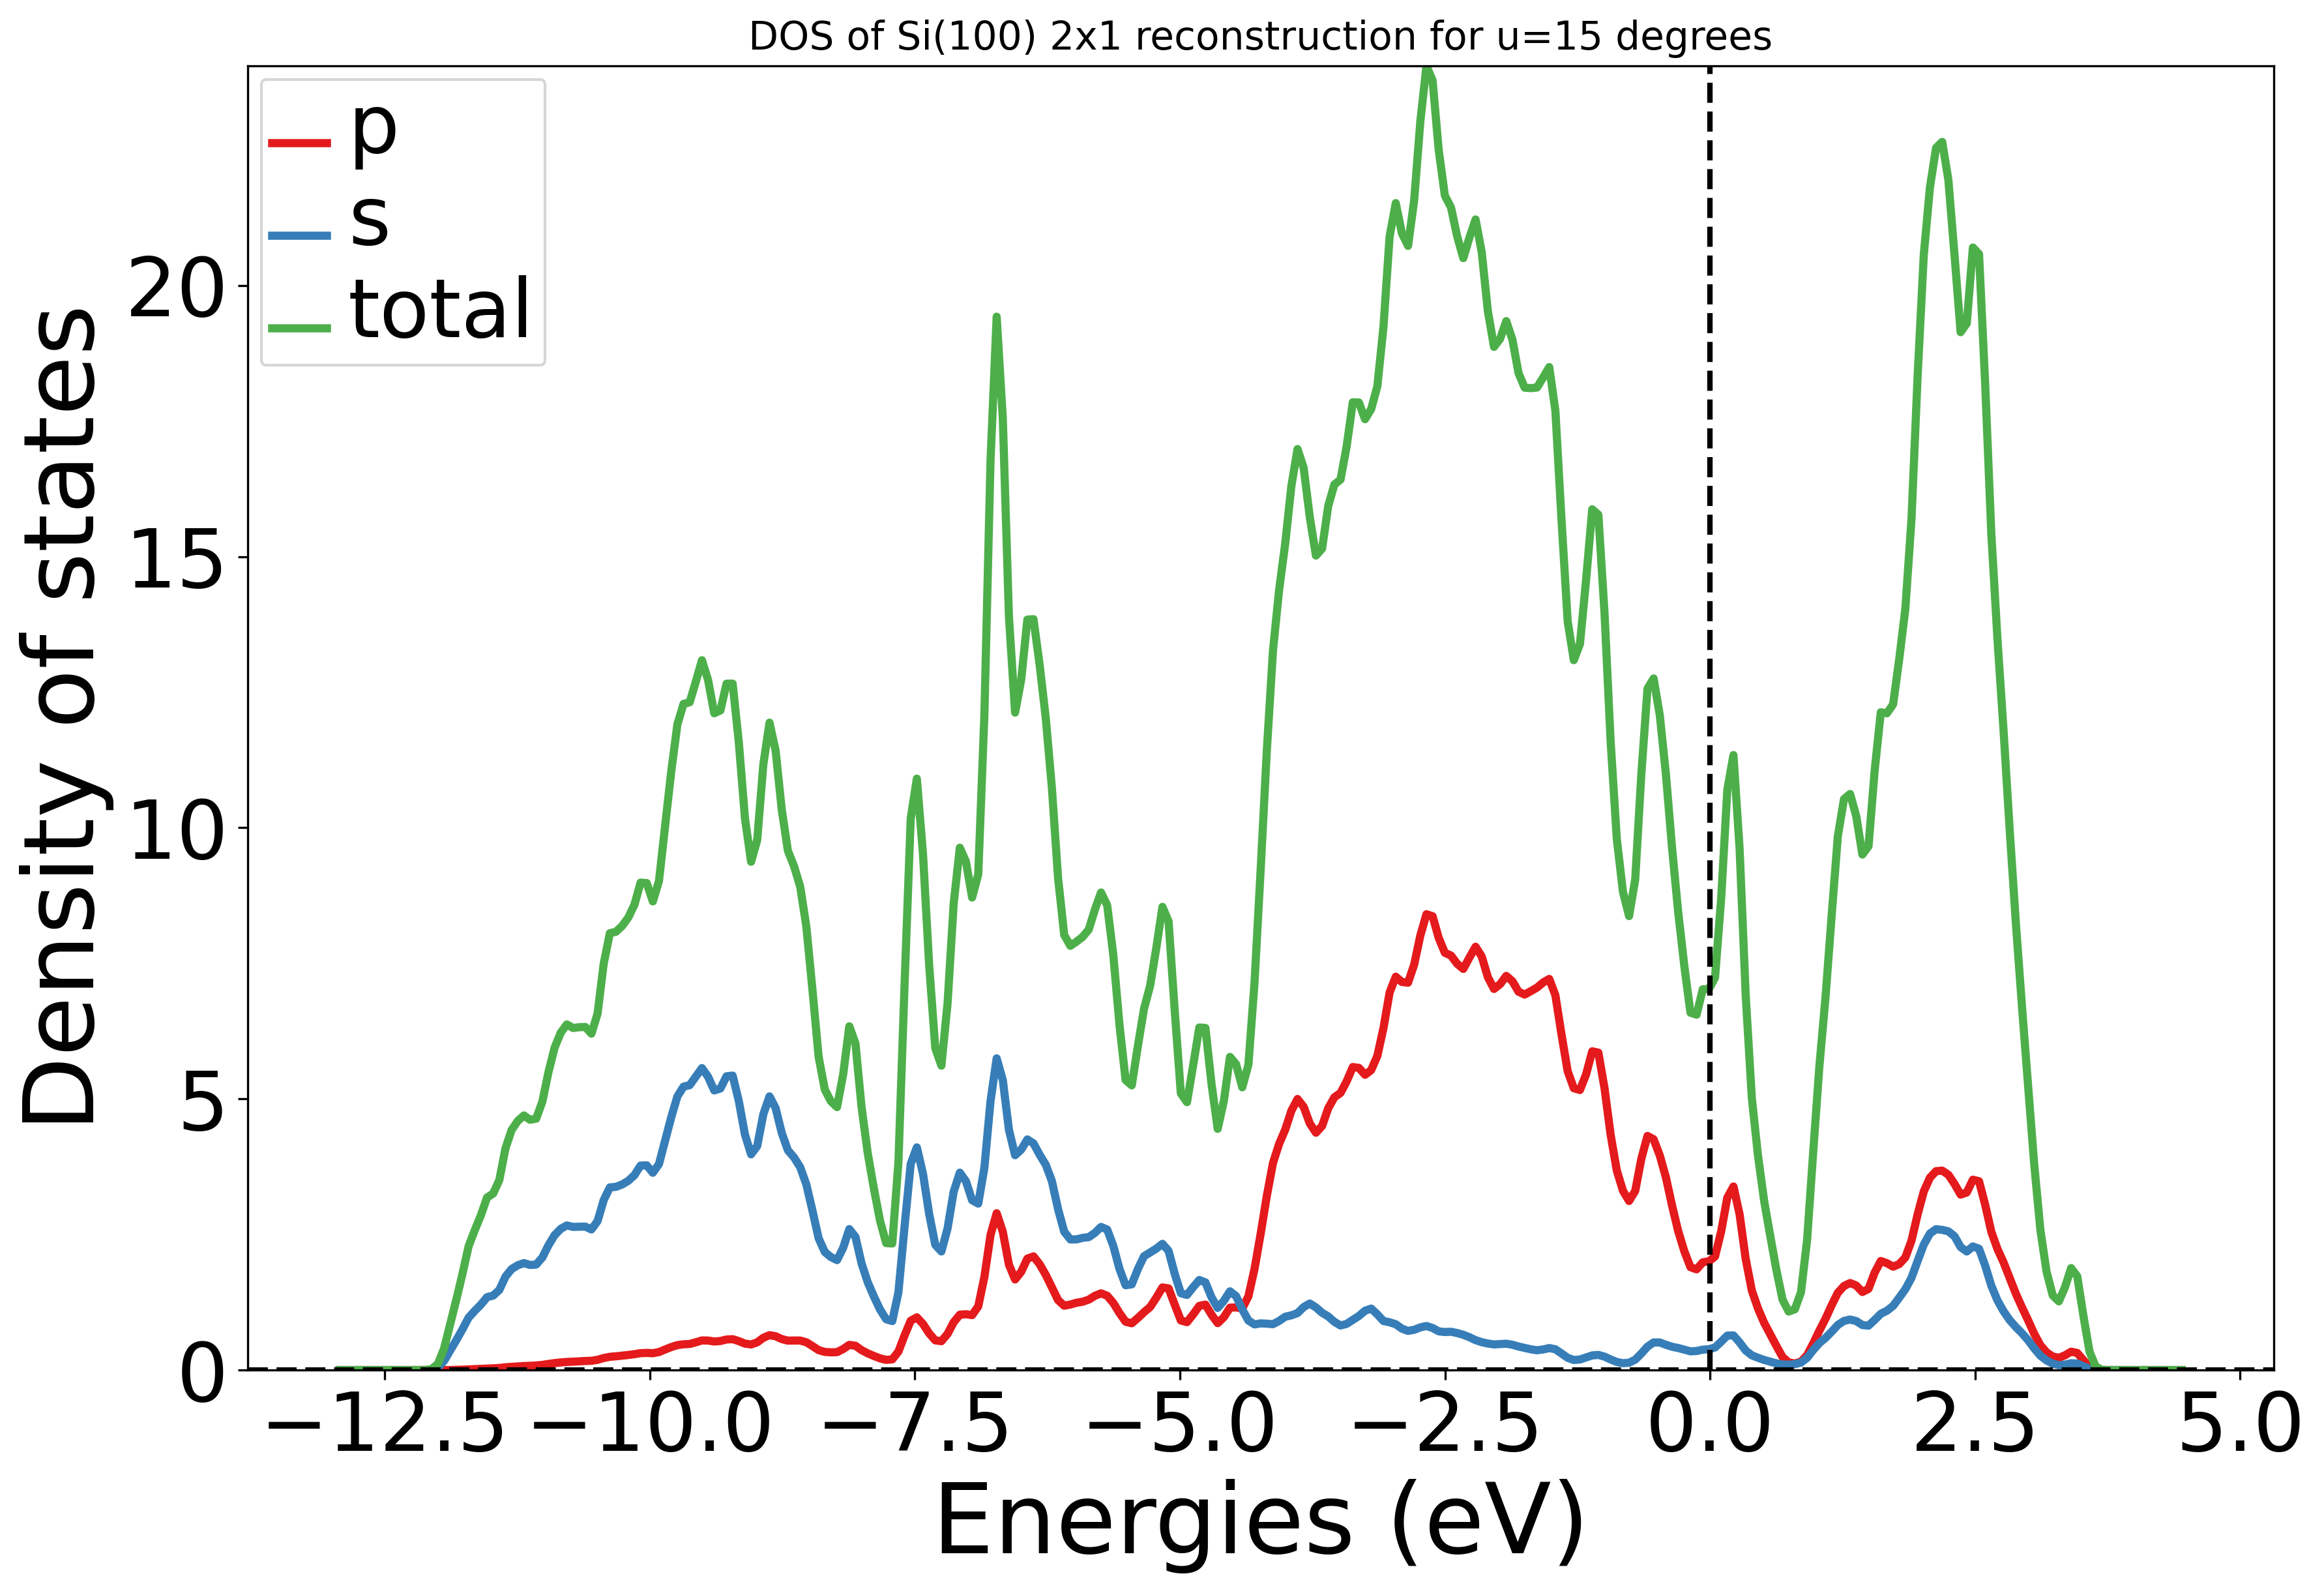 DOS of Si(100) 2x1 reconstruction for u=15 degrees
p
s
total
Density of states
20
15
10
5
0
−12.5 −10.0 −7.5 −5.0 −2.5 0.0 2.5 5.0
Energies (eV)